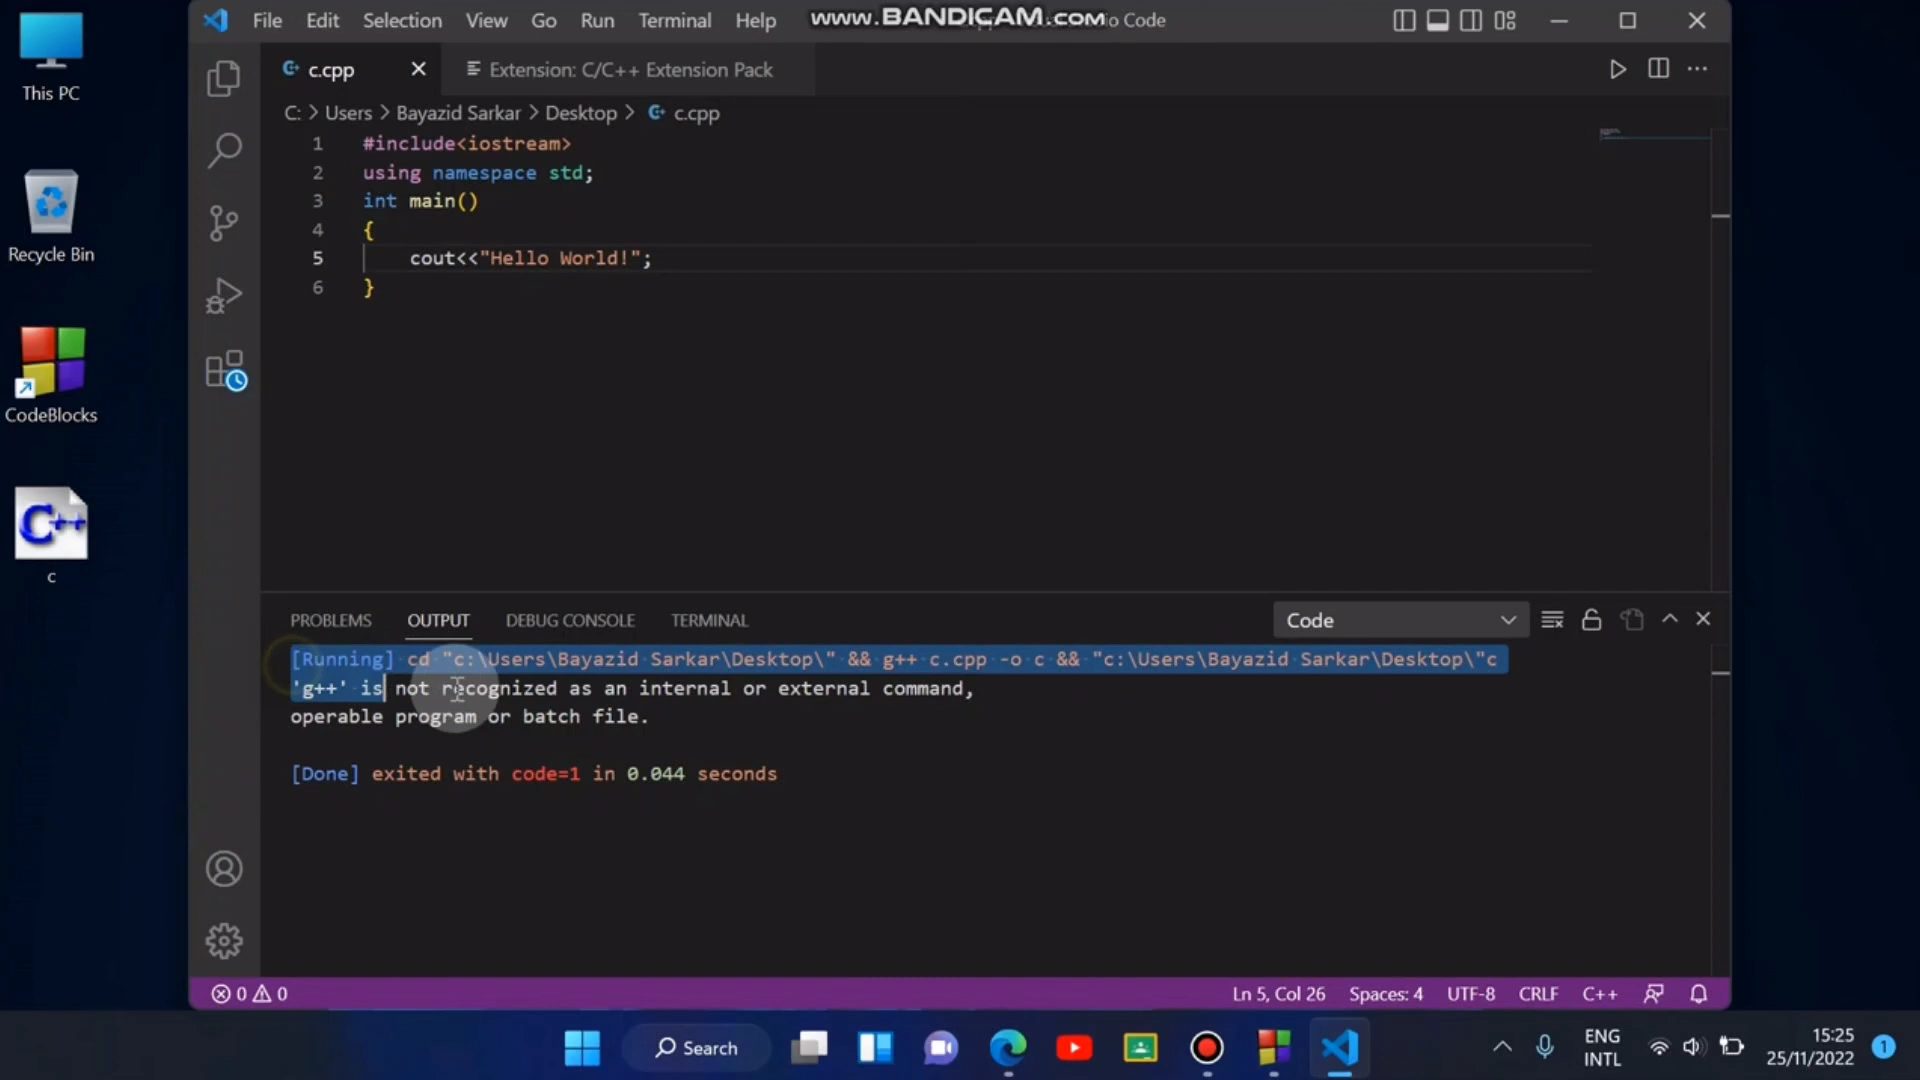 This PC
Recycle Bin
CodeBlocks
C++
c
File Edit Selection View Go Run Terminal Help
www.BANDICAM.com
io Code
c.cpp
Extension: C/C++ Extension Pack
C: > Users > Bayazid Sarkar > Desktop > c.cpp
1 #include<iostream>
2 using namespace std;
3 int main()
4 {
5 cout<<"Hello World!";
6 }
PROBLEMS OUTPUT DEBUG CONSOLE TERMINAL
Code
[Running] cd "c:\Users\Bayazid Sarkar\Desktop\" && g++ c.cpp -o c && "c:\Users\Bayazid Sarkar\Desktop\"c
'g++' is not recognized as an internal or external command,
operable program or batch file.
[Done] exited with code=1 in 0.044 seconds
0 0
Ln 5, Col 26 Spaces: 4 UTF-8 CRLF C++
Search
ENG
INTL
15:25
25/11/2022
1